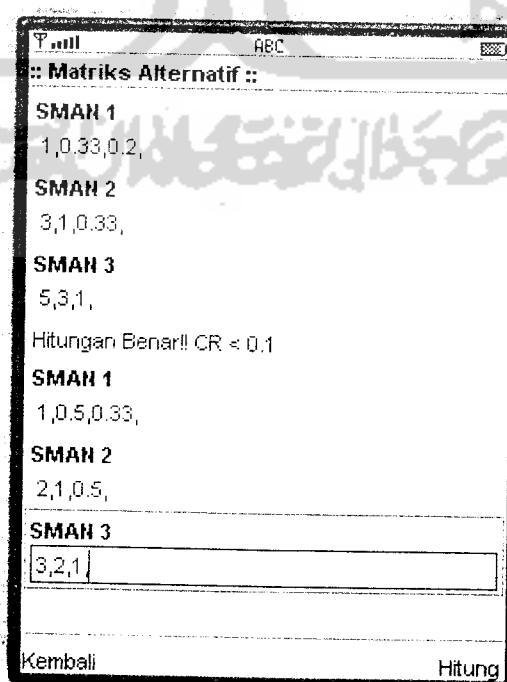 ABC
:: Matriks Alternatif ::
SMAN 1
1,0.33,0.2,
SMAN 2
3,1,0.33,
SMAN 3
5,3,1,
Hitungan Benar!! CR < 0.1
SMAN 1
1,0.5,0.33,
SMAN 2
2,1,0.5,
SMAN 3
3,2,1,
Kembali
Hitung